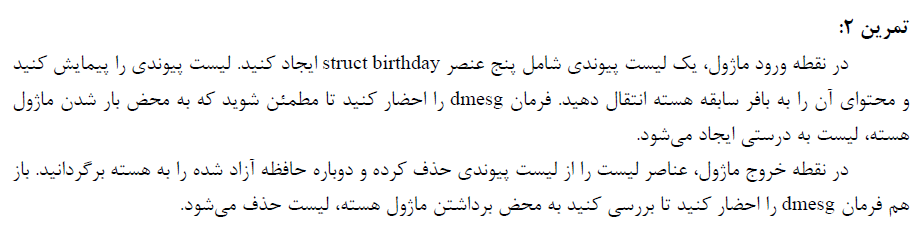 تمرین ۲:
در نقطه ورود ماژول، یک لیست پیوندی شامل پنج عنصر struct birthday ایجاد کنید. لیست پیوندی را پیمایش کنید
و محتوای آن را به بافر سابقه هسته انتقال دهید. فرمان dmesg را احضار کنید تا مطمئن شوید که به محض بار شدن ماژول
هسته، لیست به درستی ایجاد می‌شود.
در نقطه خروج ماژول، عناصر لیست را از لیست پیوندی حذف کرده و دوباره حافظه آزاد شده را به هسته برگردانید. باز
هم فرمان dmesg را احضار کنید تا بررسی کنید به محض برداشتن ماژول هسته، لیست حذف می‌شود.